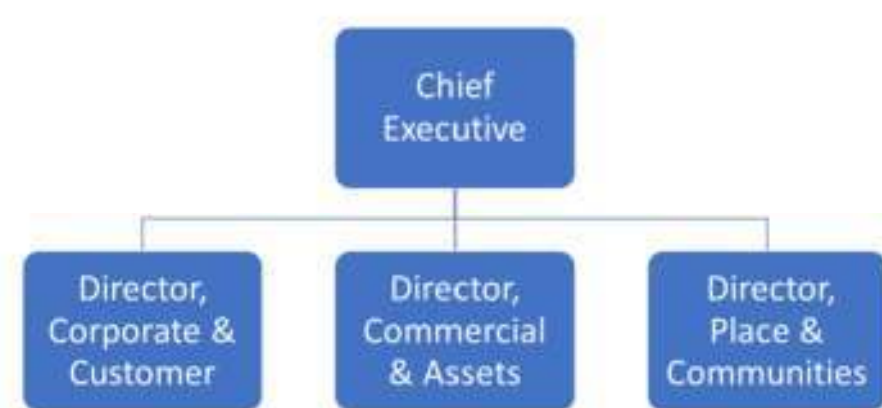 Chief
Executive
Director,
Corporate &
Customer
Director,
Commercial
& Assets
Director,
Place &
Communities